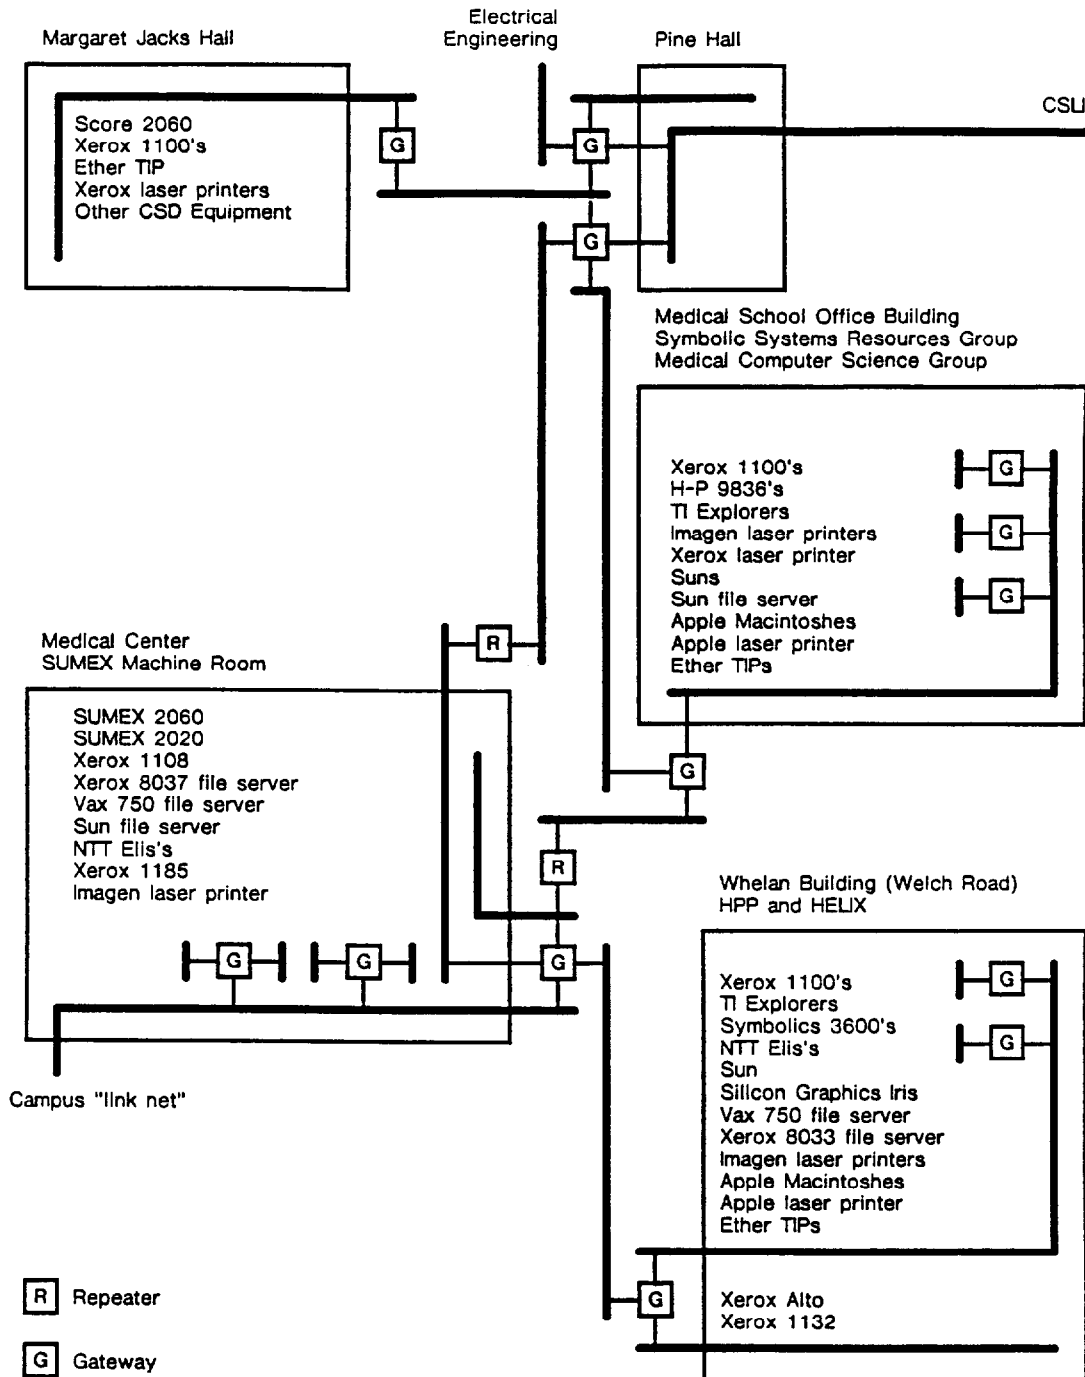 Electrical
Engineering
Margaret Jacks Hall
Pine Hall
CSLI
Score 2060
Xerox 1100's
Ether TIP
Xerox laser printers
Other CSD Equipment
G
G
G
Medical School Office Building
Symbolic Systems Resources Group
Medical Computer Science Group
Xerox 1100's
H-P 9836's
TI Explorers
Imagen laser printers
Xerox laser printer
Suns
Sun file server
Apple Macintoshes
Apple laser printer
Ether TIPs
G
G
G
R
G
Medical Center
SUMEX Machine Room
SUMEX 2060
SUMEX 2020
Xerox 1108
Xerox 8037 file server
Vax 750 file server
Sun file server
NTT Elis's
Xerox 1185
Imagen laser printer
R
G
G
G
Campus "link net"
Whelan Building (Welch Road)
HPP and HELIX
Xerox 1100's
TI Explorers
Symbolics 3600's
NTT Elis's
Sun
Silicon Graphics Iris
Vax 750 file server
Xerox 8033 file server
Imagen laser printers
Apple Macintoshes
Apple laser printer
Ether TIPs
G
G
G
Xerox Alto
Xerox 1132
R Repeater
G Gateway